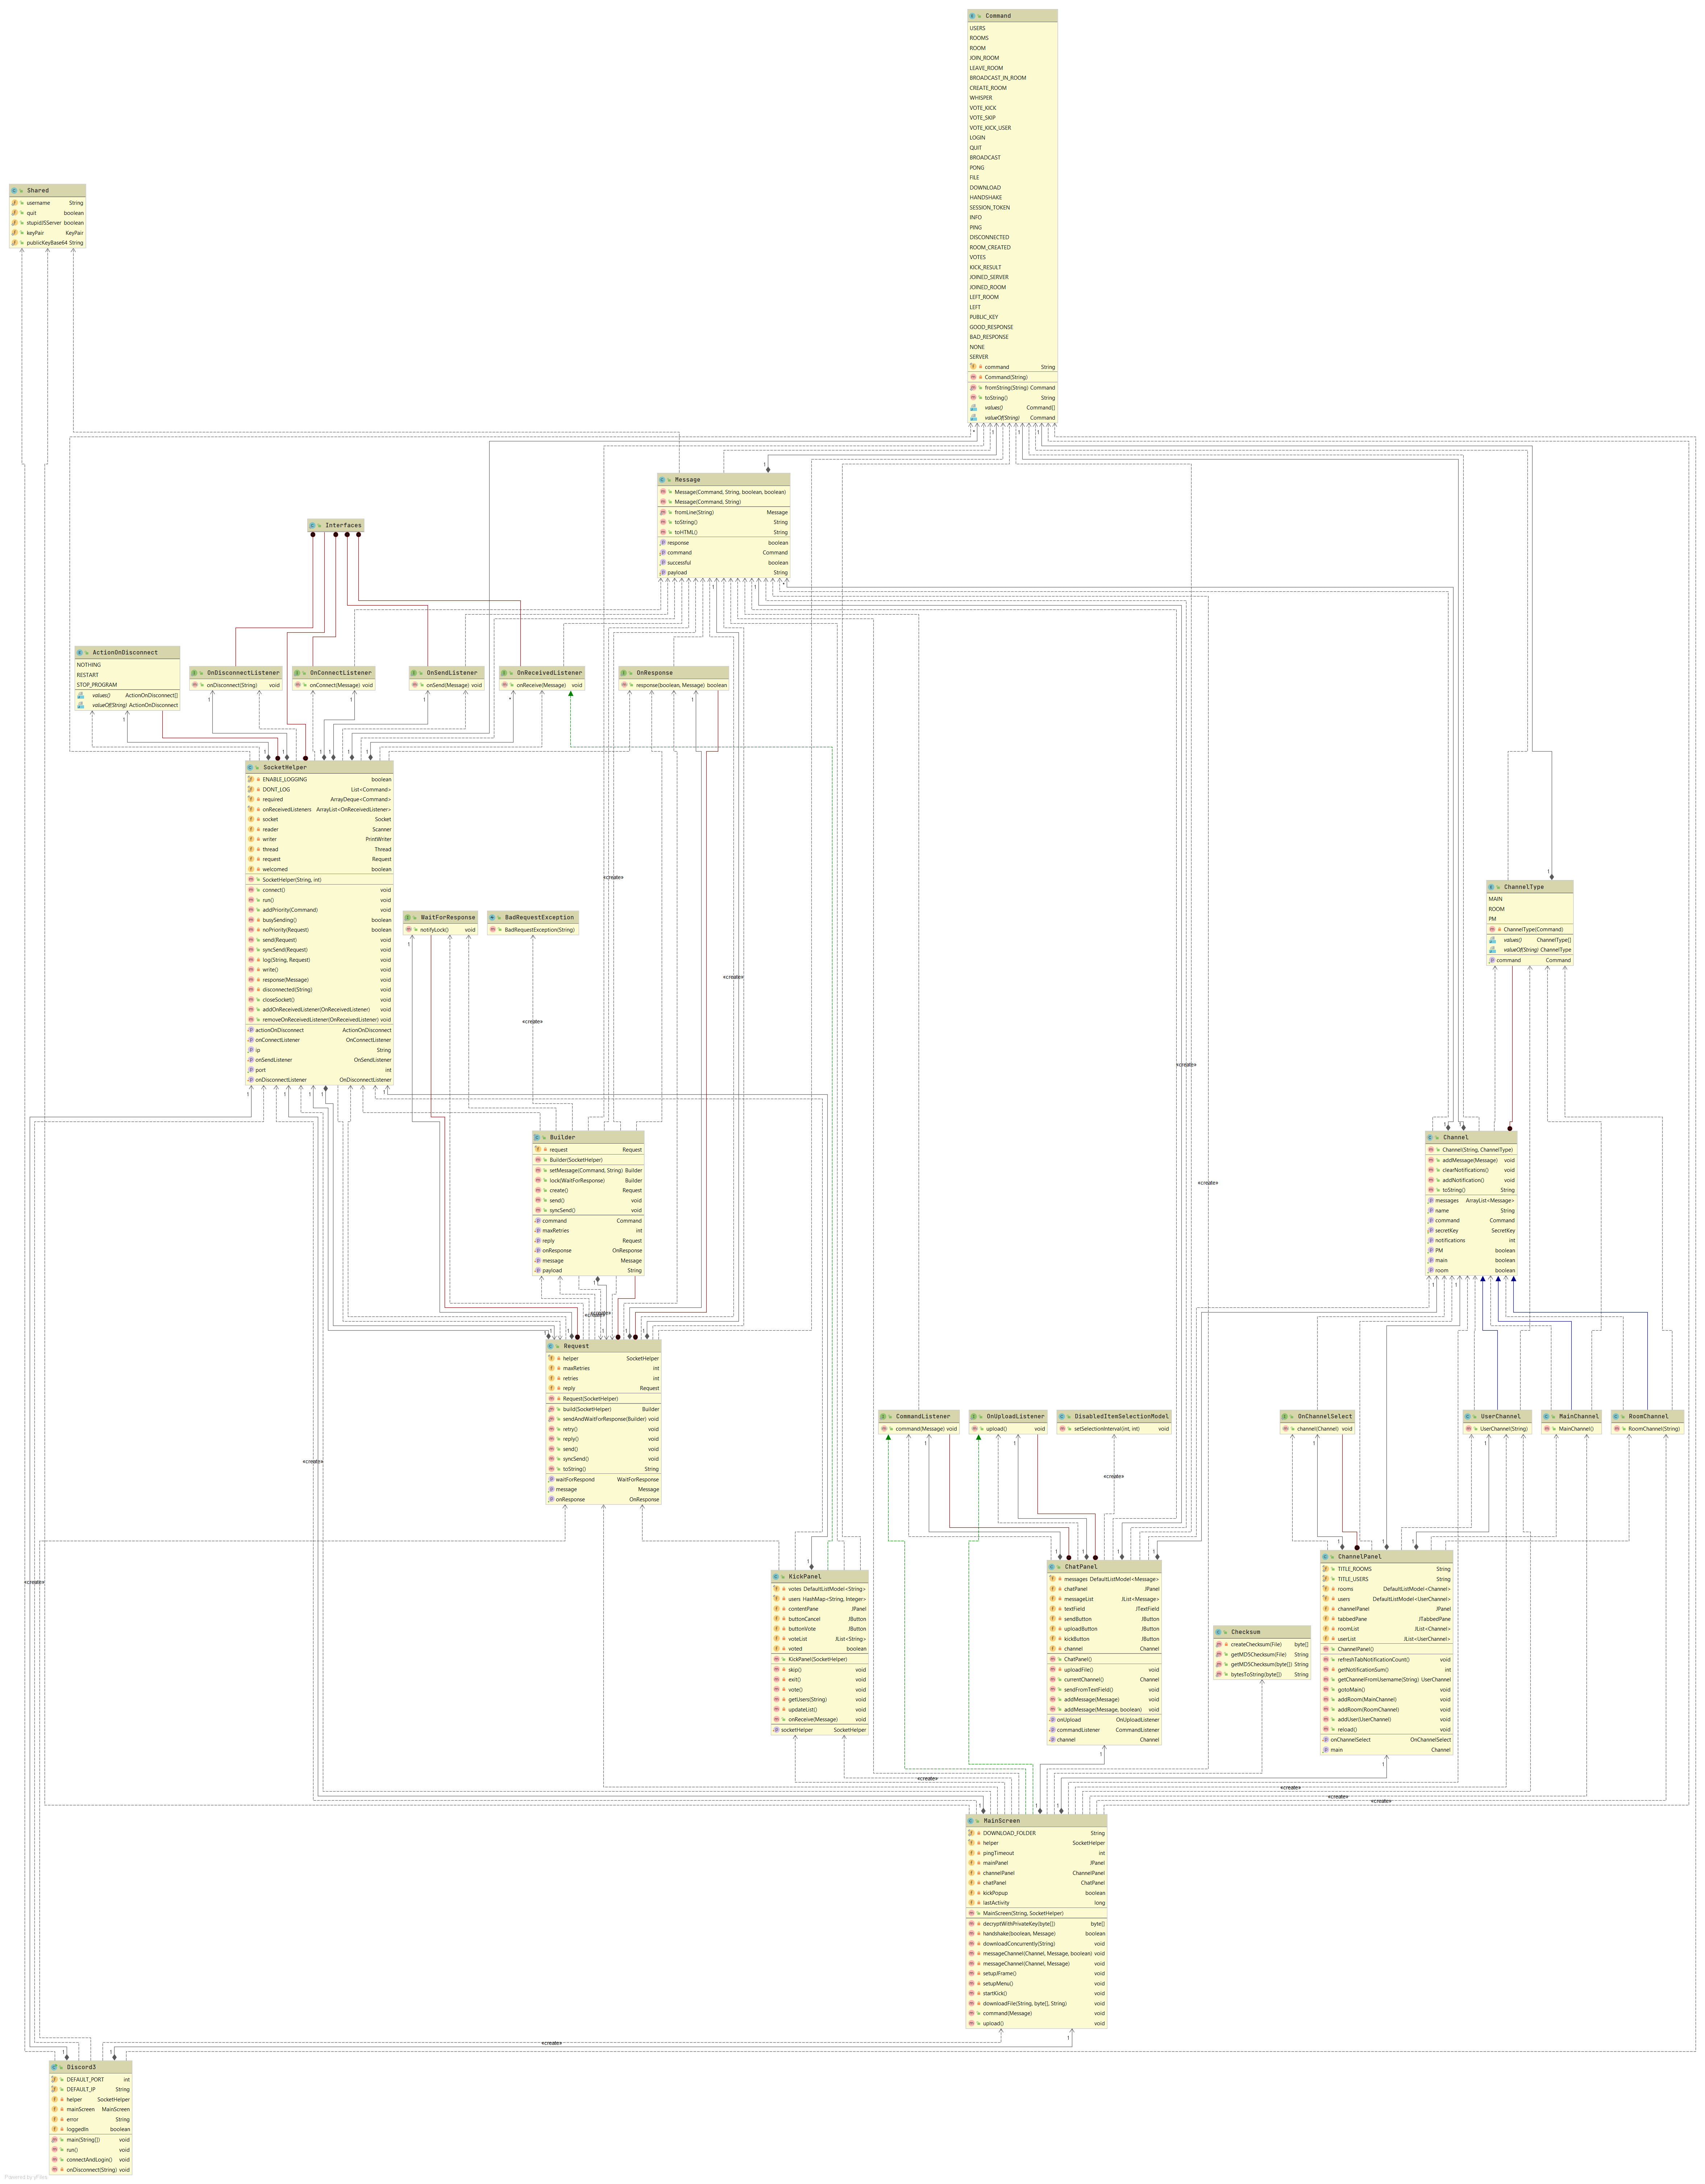 Command
USERS
ROOMS
ROOM
JOIN_ROOM
LEAVE_ROOM
BROADCAST_IN_ROOM
CREATE_ROOM
WHISPER
VOTE_KICK
VOTE_SKIP
VOTE_KICK_USER
LOGIN
QUIT
BROADCAST
PONG
FILE
DOWNLOAD
HANDSHAKE
SESSION_TOKEN
INFO
PING
DISCONNECTED
ROOM_CREATED
VOTES
KICK_RESULT
JOINED_SERVER
JOINED_ROOM
LEFT_ROOM
LEFT
PUBLIC_KEY
GOOD_RESPONSE
BAD_RESPONSE
NONE
SERVER
command String
Command(String)
fromString(String) Command
toString() String
values() Command[]
valueOf(String) Command
Shared
username String
quit boolean
stupidJSServer boolean
keyPair KeyPair
publicKeyBase64 String
Message
Message(Command, String, boolean, boolean)
Message(Command, String)
fromLine(String) Message
toString() String
toHTML() String
response boolean
command Command
successful boolean
payload String
Interfaces
ActionOnDisconnect
NOTHING
RESTART
STOP_PROGRAM
values() ActionOnDisconnect[]
valueOf(String) ActionOnDisconnect
OnDisconnectListener
onDisconnect(String) void
OnConnectListener
onConnect(Message) void
OnSendListener
onSend(Message) void
OnReceivedListener
onReceive(Message) void
OnResponse
response(boolean, Message) boolean
SocketHelper
ENABLE_LOGGING boolean
DONT_LOG List<Command>
required ArrayDeque<Command>
onReceivedListeners ArrayList<OnReceivedListener>
socket Socket
reader Scanner
writer PrintWriter
thread Thread
request Request
welcomed boolean
SocketHelper(String, int)
connect() void
run() void
addPriority(Command) void
busySending() boolean
noPriority(Request) boolean
send(Request) void
syncSend(Request) void
log(String, Request) void
write() void
response(Message) void
disconnected(String) void
closeSocket() void
addOnReceivedListener(OnReceivedListener) void
removeOnReceivedListener(OnReceivedListener) void
actionOnDisconnect ActionOnDisconnect
onConnectListener OnConnectListener
ip String
onSendListener OnSendListener
port int
onDisconnectListener OnDisconnectListener
«create»
ChannelType
MAIN
ROOM
PM
ChannelType(Command)
values() ChannelType[]
valueOf(String) ChannelType
command Command
WaitForResponse
notifyLock() void
BadRequestException
BadRequestException(String)
«create»
«create»
«create»
Builder
request Request
Builder(SocketHelper)
setMessage(Command, String) Builder
lock(WaitForResponse) Builder
create() Request
send() void
syncSend() void
command Command
maxRetries int
reply Request
onResponse OnResponse
message Message
payload String
«create»
Channel
Channel(String, ChannelType)
addMessage(Message) void
clearNotifications() void
addNotification() void
toString() String
messages ArrayList<Message>
name String
command Command
secretKey SecretKey
notifications int
PM boolean
main boolean
room boolean
«create»
«create»
Request
helper SocketHelper
maxRetries int
retries int
reply Request
Request(SocketHelper)
build(SocketHelper) Builder
sendAndWaitForResponse(Builder) void
retry() void
reply() void
send() void
syncSend() void
toString() String
waitForRespond WaitForResponse
message Message
onResponse OnResponse
CommandListener
command(Message) void
OnUploadListener
upload() void
DisabledItemSelectionModel
setSelectionInterval(int, int) void
OnChannelSelect
channel(Channel) void
UserChannel
UserChannel(String)
MainChannel
MainChannel()
RoomChannel
RoomChannel(String)
«create»
«create»
KickPanel
votes DefaultListModel<String>
users HashMap<String, Integer>
contentPane JPanel
buttonCancel JButton
buttonVote JButton
voteList JList<String>
voted boolean
KickPanel(SocketHelper)
skip() void
exit() void
vote() void
getUsers(String) void
updateList() void
onReceive(Message) void
socketHelper SocketHelper
ChatPanel
messages DefaultListModel<Message>
chatPanel JPanel
messageList JList<Message>
textField JTextField
sendButton JButton
uploadButton JButton
kickButton JButton
channel Channel
ChatPanel()
uploadFile() void
currentChannel() Channel
sendFromTextField() void
addMessage(Message) void
addMessage(Message, boolean) void
onUpload OnUploadListener
commandListener CommandListener
channel Channel
Checksum
createChecksum(File) byte[]
getMD5Checksum(File) String
getMD5Checksum(byte[]) String
bytesToString(byte[]) String
ChannelPanel
TITLE_ROOMS String
TITLE_USERS String
rooms DefaultListModel<Channel>
users DefaultListModel<UserChannel>
channelPanel JPanel
tabbedPane JTabbedPane
roomList JList<Channel>
userList JList<UserChannel>
ChannelPanel()
refreshTabNotificationCount() void
getNotificationSum() int
getChannelFromUsername(String) UserChannel
gotoMain() void
addRoom(MainChannel) void
addRoom(RoomChannel) void
addUser(UserChannel) void
reload() void
onChannelSelect OnChannelSelect
main Channel
«create»
«create»
«create»
«create»
«create»
MainScreen
DOWNLOAD_FOLDER String
helper SocketHelper
pingTimeout int
mainPanel JPanel
channelPanel ChannelPanel
chatPanel ChatPanel
kickPopup boolean
lastActivity long
MainScreen(String, SocketHelper)
decryptWithPrivateKey(byte[]) byte[]
handshake(boolean, Message) boolean
downloadConcurrently(String) void
messageChannel(Channel, Message, boolean) void
messageChannel(Channel, Message) void
setupJFrame() void
setupMenu() void
startKick() void
downloadFile(String, byte[], String) void
command(Message) void
upload() void
«create»
Discord3
DEFAULT_PORT int
DEFAULT_IP String
helper SocketHelper
mainScreen MainScreen
error String
loggedIn boolean
main(String[]) void
run() void
connectAndLogin() void
onDisconnect(String) void
Powered by yFiles